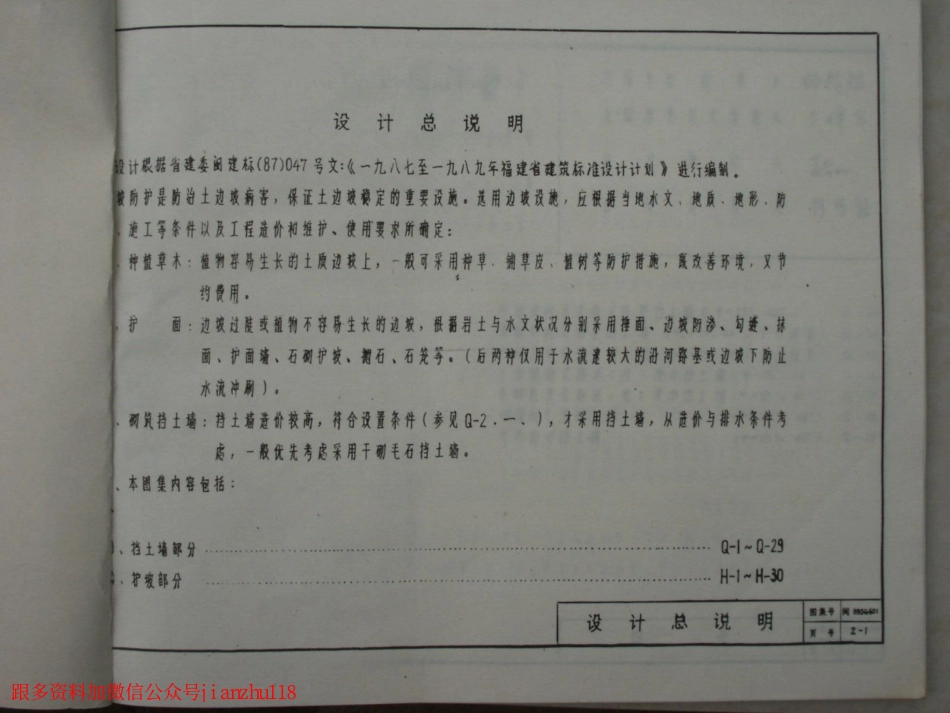 设计总说明
设计根据省建委闽建标(87)047号文:《一九八七至一九八九年福建省建筑标准设计计划》进行编制。
坡防护是防治土边坡病害，保证土边坡稳定的重要设施。选用边坡设施，应根据当地水文、地质、地形、防
、施工等条件以及工程造价和维护、使用要求所确定：
、种植草木：植物容易生长的土质边坡上，一般可采用种草、铺草皮、植树等防护措施，既改善环境，又节
约费用。
、护　面：边坡过陡或植物不容易生长的边坡，根据岩土与水文状况分别采用捶面、边坡防渗、勾缝、抹
面、护面墙、石砌护坡、抛石、石笼等。（后两种仅用于水流速较大的沿河路基或边坡下防止
水流冲刷）。
、砌筑挡土墙：挡土墙造价较高，符合设置条件（参见Q-2.一、），才采用挡土墙，从造价与排水条件考
虑，一般优先考虑采用干砌毛石挡土墙。
、本图集内容包括：
、挡土墙部分 Q-1～Q-29
、护坡部分 H-1～H-30
设计总说明
图集号 闽
页号 Z-1
跟多资料加微信公众号jianzhu118